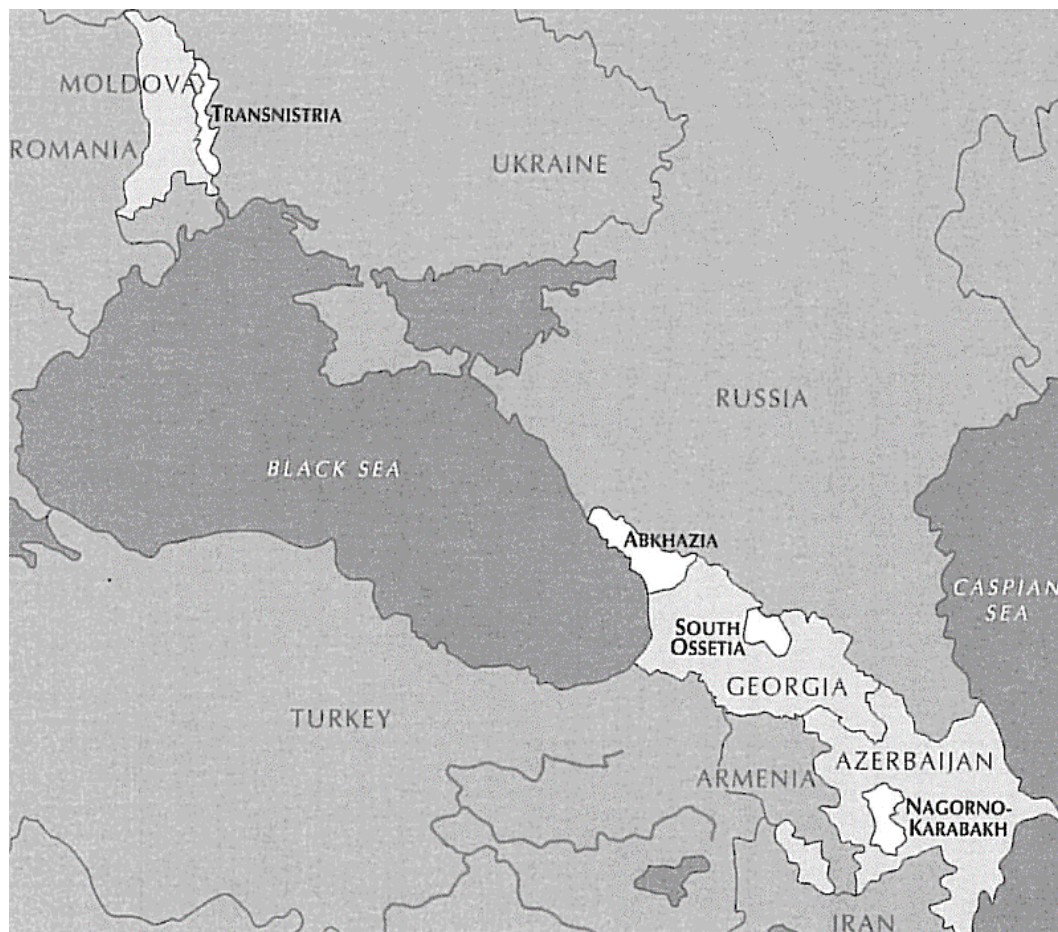 MOLDOVA
TRANSNISTRIA
ROMANIA
UKRAINE
RUSSIA
BLACK SEA
ABKHAZIA
CASPIAN
SEA
SOUTH
OSSETIA
GEORGIA
TURKEY
AZERBAIJAN
ARMENIA
NAGORNO-
KARABAKH
IRAN